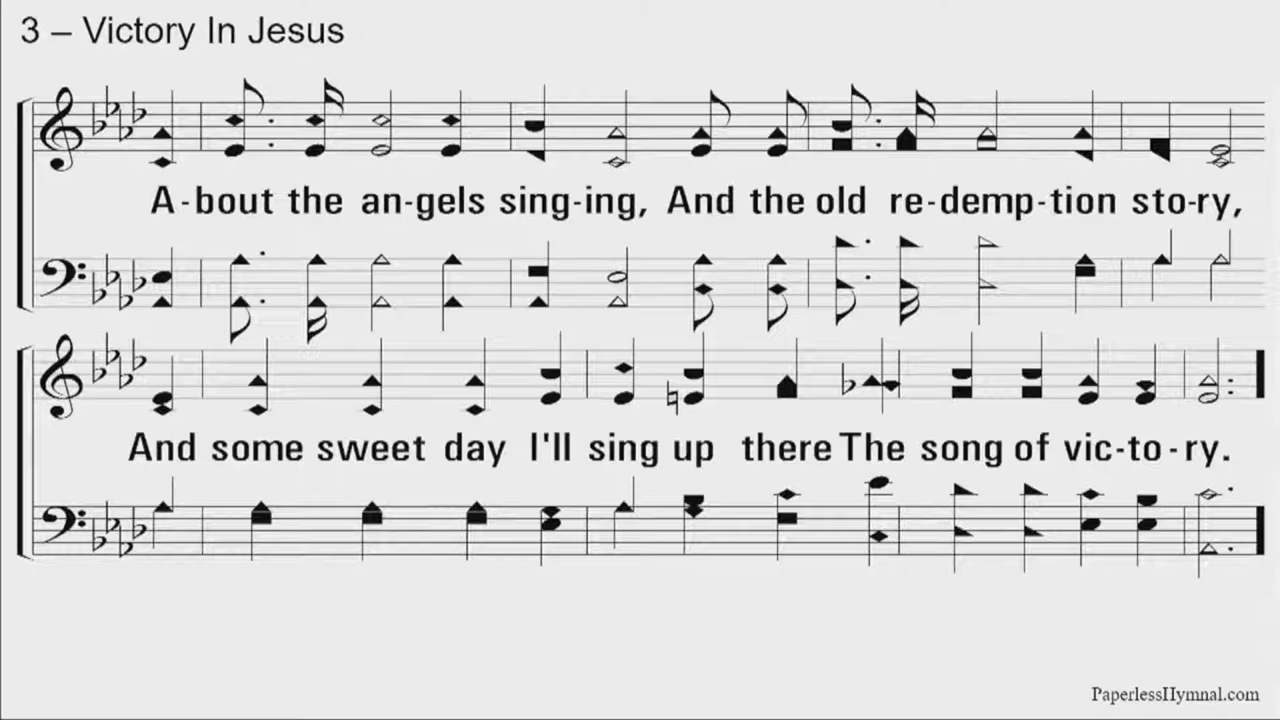 3 – Victory In Jesus
A-bout the an-gels sing-ing, And the old re-demp-tion sto-ry,
And some sweet day I'll sing up there The song of vic-to-ry.
PaperlessHymnal.com